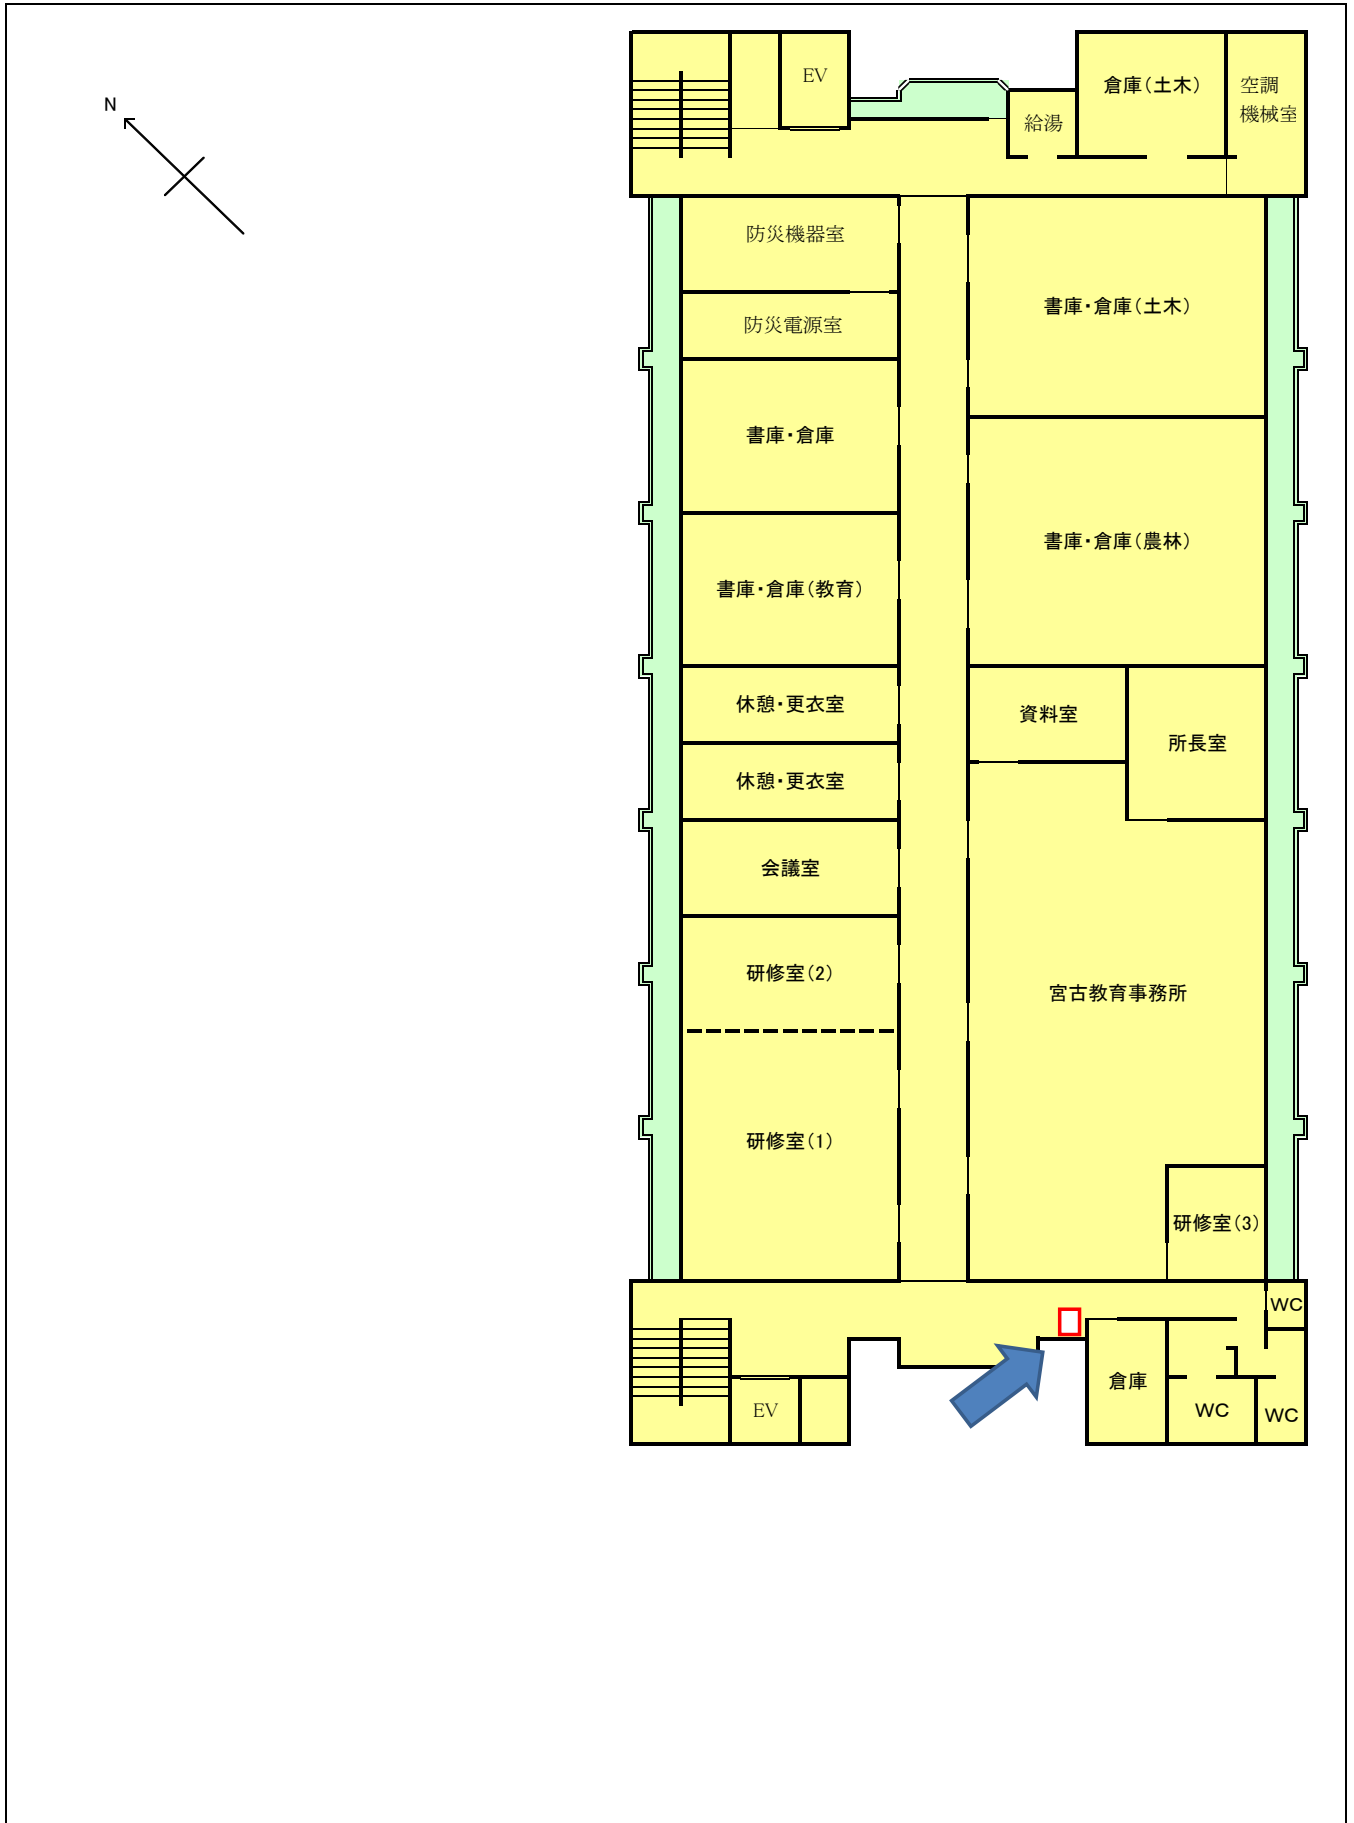 N
EV
倉庫(土木)
空調
機械室
給湯
防災機器室
防災電源室
書庫・倉庫(土木)
書庫・倉庫
書庫・倉庫(農林)
書庫・倉庫(教育)
休憩・更衣室
資料室
所長室
休憩・更衣室
会議室
研修室(2)
宮古教育事務所
研修室(1)
研修室(3)
WC
倉庫
EV
WC
WC